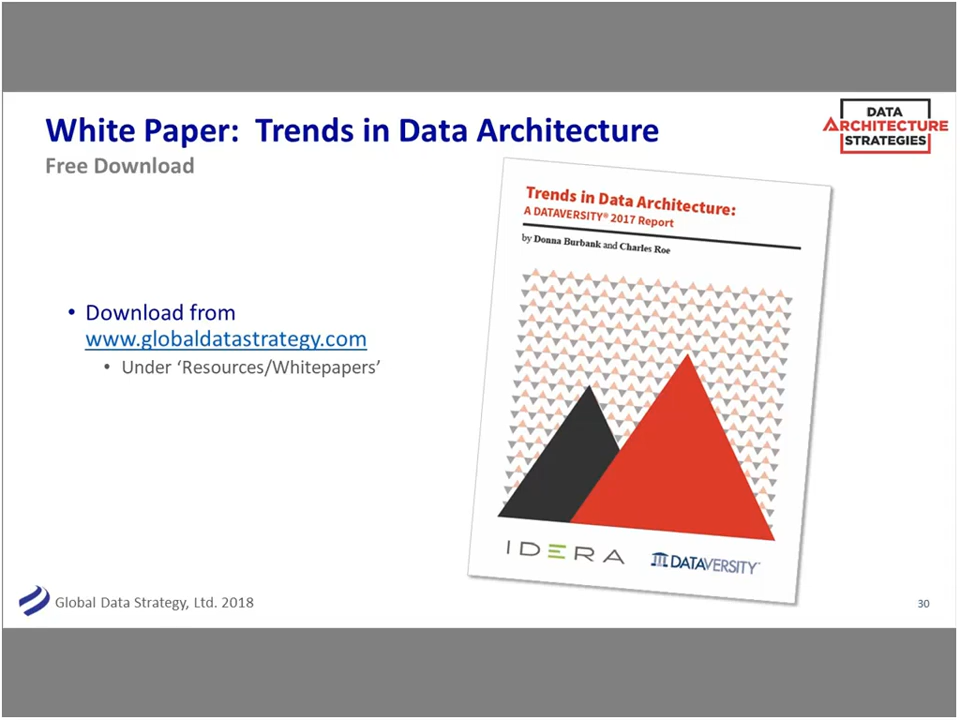 White Paper:  Trends in Data Architecture
Free Download
DATA
ARCHITECTURE
STRATEGIES
Trends in Data Architecture:
A DATAVERSITY® 2017 Report
by Donna Burbank and Charles Roe
• Download from
www.globaldatastrategy.com
• Under ‘Resources/Whitepapers’
IDERA
DATAVERSITY
Global Data Strategy, Ltd. 2018
30